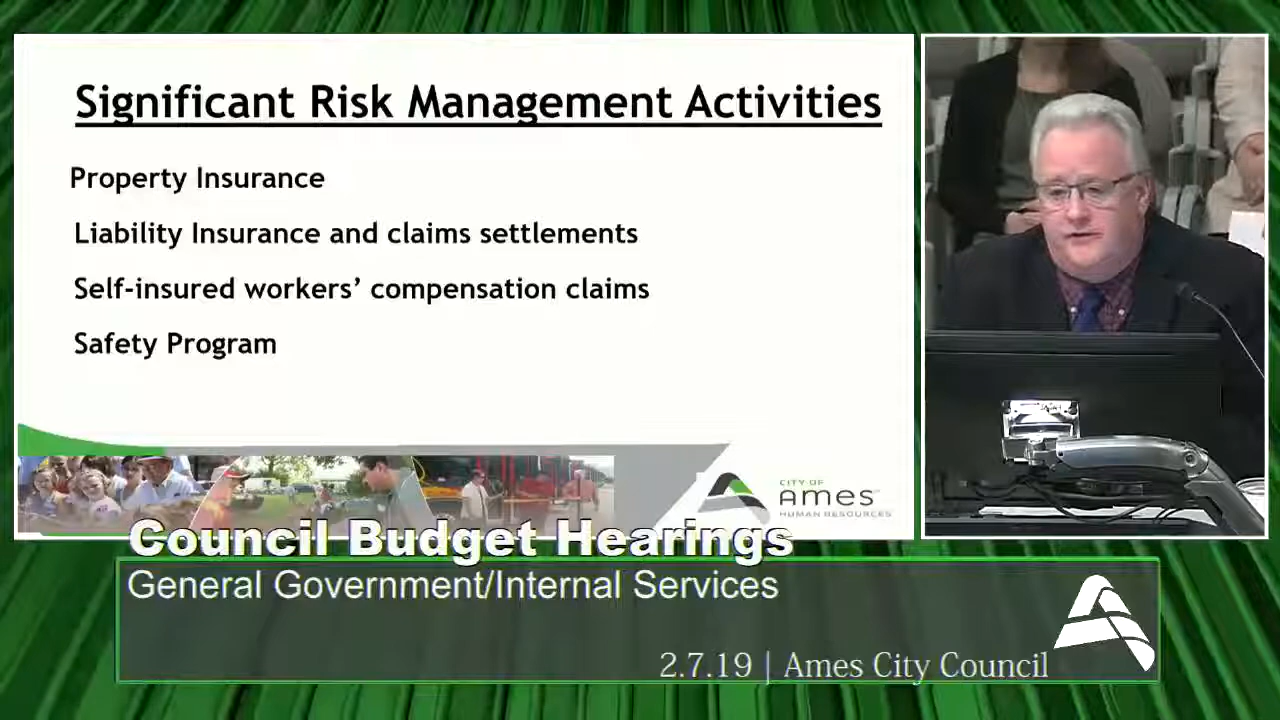 Significant Risk Management Activities
Property Insurance
Liability Insurance and claims settlements
Self-insured workers’ compensation claims
Safety Program
CITY OF
Ames
HUMAN RESOURCES
Council Budget Hearings
General Government/Internal Services
2.7.19 | Ames City Council